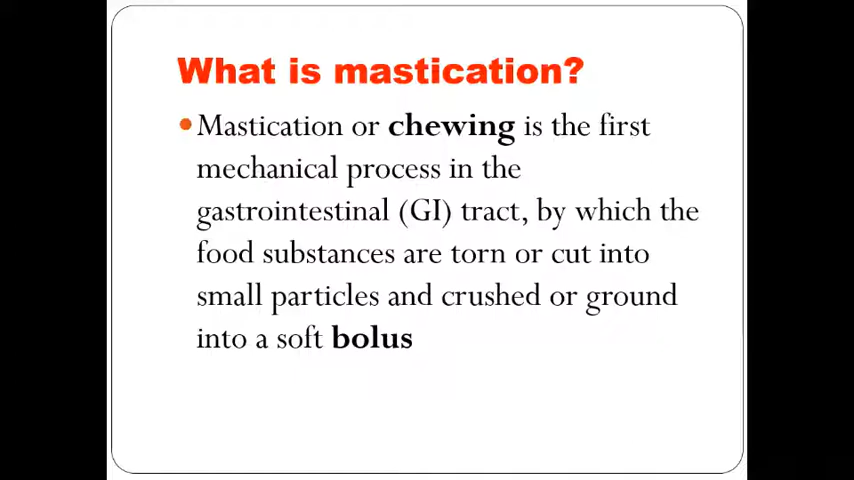 What is mastication?
•Mastication or chewing is the first
mechanical process in the
gastrointestinal (GI) tract, by which the
food substances are torn or cut into
small particles and crushed or ground
into a soft bolus